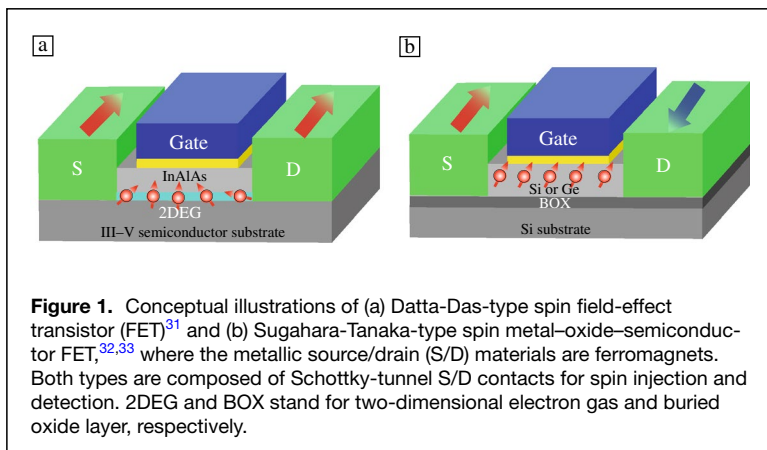 a
b
Gate
S
D
InAlAs
2DEG
III–V semiconductor substrate
Gate
S
D
Si or Ge
BOX
Si substrate
Figure 1. Conceptual illustrations of (a) Datta-Das-type spin field-effect
transistor (FET)31 and (b) Sugahara-Tanaka-type spin metal–oxide–semiconduc-
tor FET,32,33 where the metallic source/drain (S/D) materials are ferromagnets.
Both types are composed of Schottky-tunnel S/D contacts for spin injection and
detection. 2DEG and BOX stand for two-dimensional electron gas and buried
oxide layer, respectively.